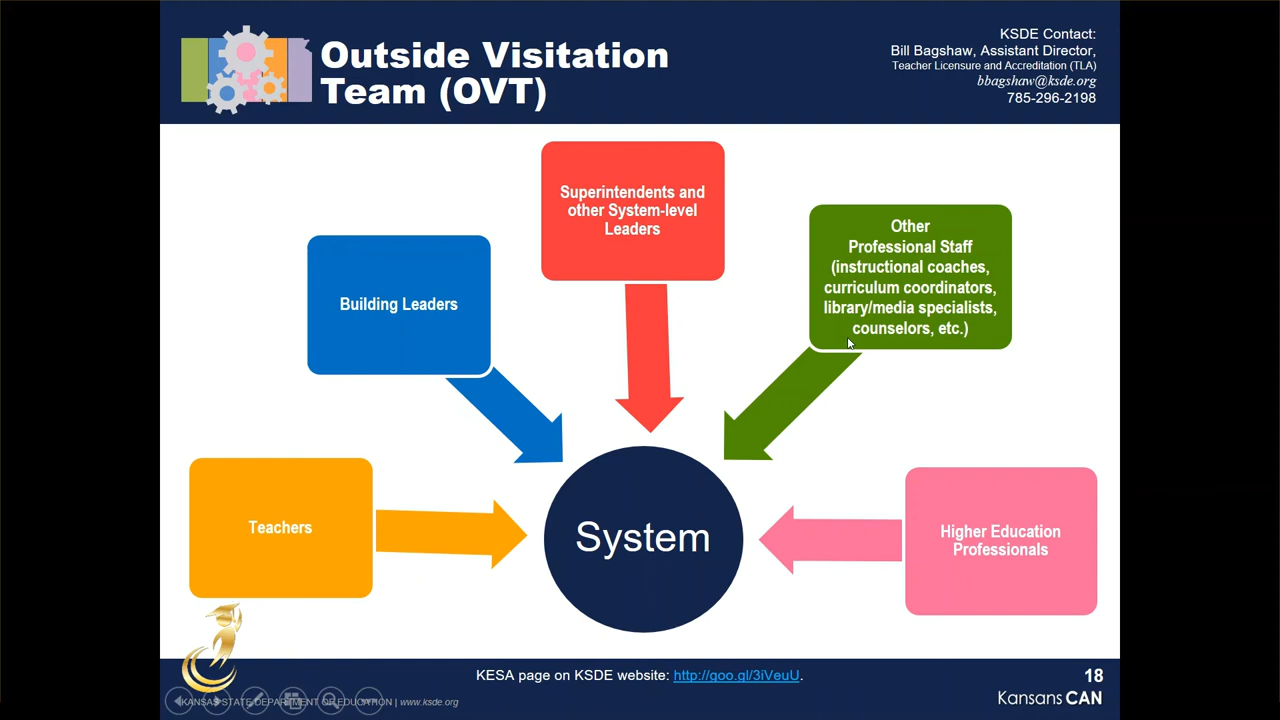 Outside Visitation
Team (OVT)
KSDE Contact:
Bill Bagshaw, Assistant Director,
Teacher Licensure and Accreditation (TLA)
bbagshaw@ksde.org
785-296-2198
Superintendents and
other System-level
Leaders
Other
Professional Staff
(instructional coaches,
curriculum coordinators,
library/media specialists,
counselors, etc.)
Building Leaders
Teachers
System
Higher Education
Professionals
KESA page on KSDE website: http://goo.gl/3iVeuU.
18
KANSAS STATE DEPARTMENT OF EDUCATION | www.ksde.org
KansansCAN